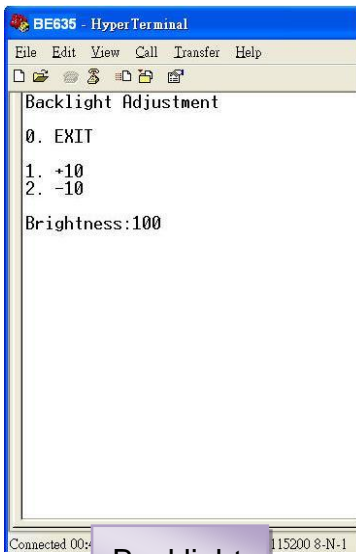 BE635 - HyperTerminal
File Edit View Call Transfer Help
Backlight Adjustment
0. EXIT
1. +10
2. -10
Brightness:100
Connected 00:
115200 8-N-1